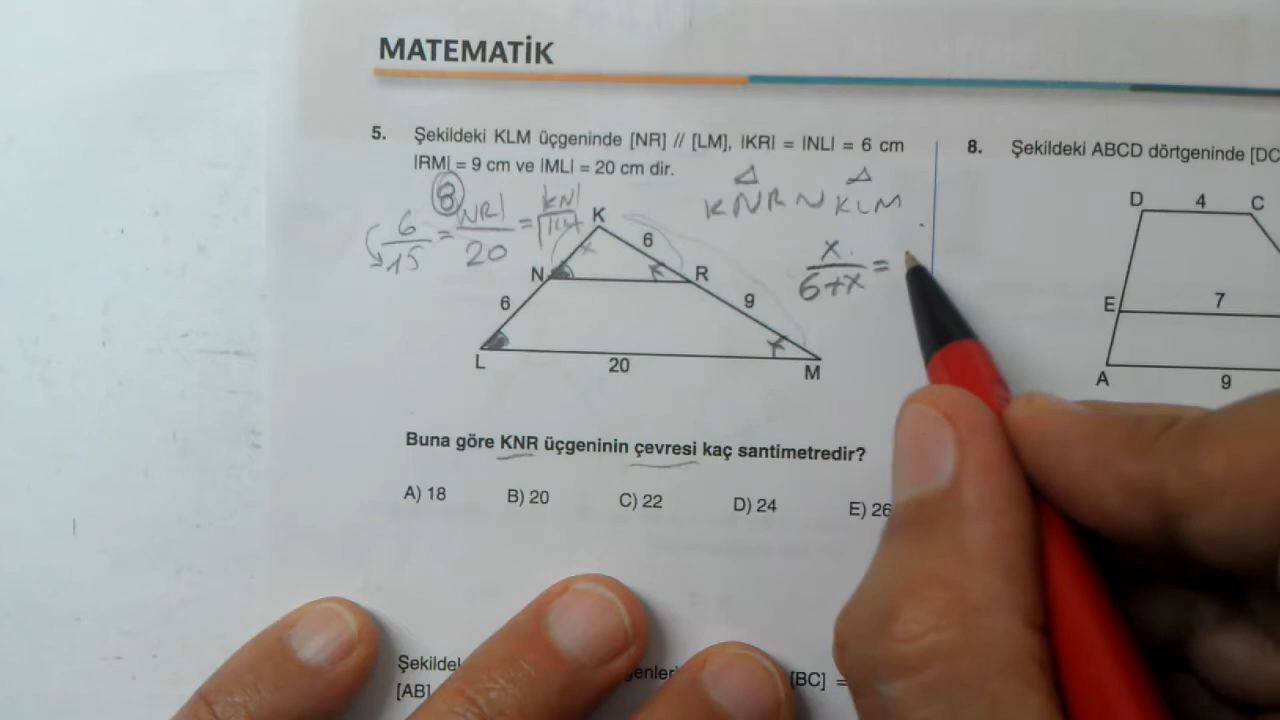 MATEMATİK
5. Şekildeki KLM üçgeninde [NR] // [LM], |KR| = |NL| = 6 cm
|RM| = 9 cm ve |ML| = 20 cm dir.
6/15 = |NR|/20 = |KN|
8
KNR ~ KLM
x/6+x =
K
x
6
N
R
6
9
L
20
M
Buna göre KNR üçgeninin çevresi kaç santimetredir?
A) 18 B) 20 C) 22 D) 24 E) 26
8. Şekildeki ABCD dörtgeninde [DC
D
4
C
E
7
A
9
[AB]
[BC] =